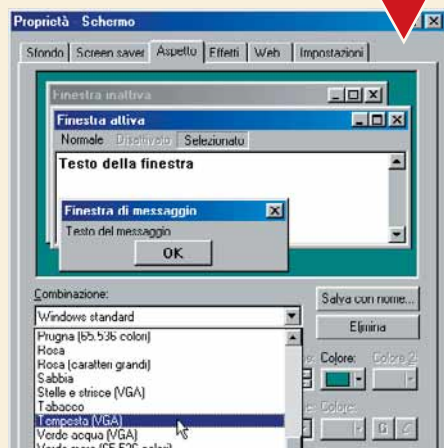 Proprietà - Schermo
Sfondo Screen saver Aspetto Effetti Web Impostazioni
Finestra inattiva
Finestra attiva
Normale Disattivato Selezionato
Testo della finestra
Finestra di messaggio
Testo del messaggio
OK
Combinazione:
Windows standard
Salva con nome...
Elimina
Prugna (65.536 colori)
Rosa
Rosa (caratteri grandi)
Sabbia
Stelle e strisce (VGA)
Tabacco
Tempesta (VGA)
Verde acqua (VGA)
Colore: Colore 2:
Colore:
G C